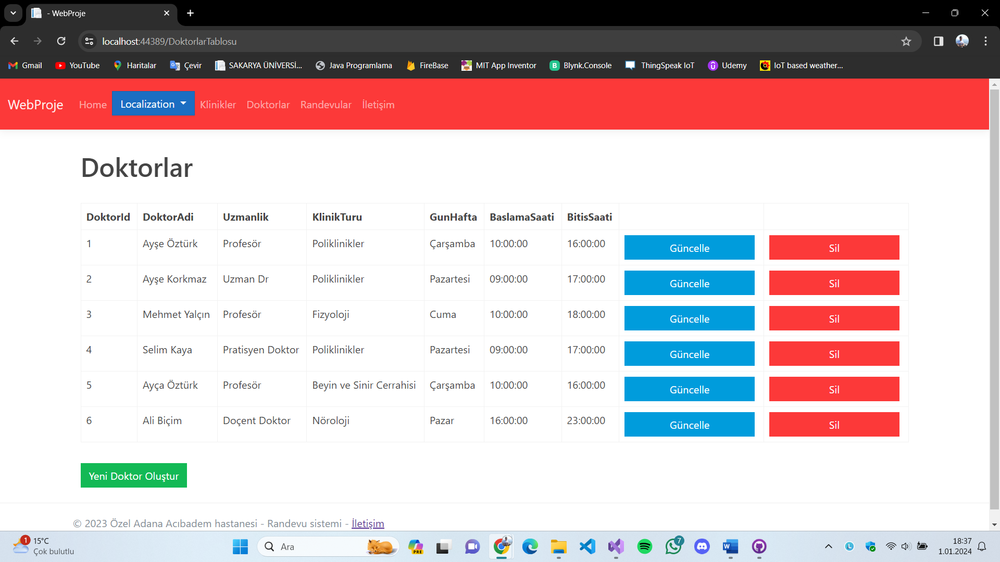 - WebProje
localhost:44389/DoktorlarTablosu
Gmail YouTube Haritalar Çevir SAKARYA ÜNİVERSİ... Java Programlama FireBase MIT App Inventor Blynk.Console ThingSpeak IoT Udemy IoT based weather...
WebProje Home Localization Klinikler Doktorlar Randevular İletişim
Doktorlar
DoktorId DoktorAdi Uzmanlik KlinikTuru GunHafta BaslamaSaati BitisSaati
1 Ayşe Öztürk Profesör Poliklinikler Çarşamba 10:00:00 16:00:00 Güncelle Sil
2 Ayşe Korkmaz Uzman Dr Poliklinikler Pazartesi 09:00:00 17:00:00 Güncelle Sil
3 Mehmet Yalçın Profesör Fizyoloji Cuma 10:00:00 18:00:00 Güncelle Sil
4 Selim Kaya Pratisyen Doktor Poliklinikler Pazartesi 09:00:00 17:00:00 Güncelle Sil
5 Ayça Öztürk Profesör Beyin ve Sinir Cerrahisi Çarşamba 10:00:00 16:00:00 Güncelle Sil
6 Ali Biçim Doçent Doktor Nöroloji Pazar 16:00:00 23:00:00 Güncelle Sil
Yeni Doktor Oluştur
© 2023 Özel Adana Acıbadem hastanesi - Randevu sistemi - İletişim
1 15°C
Çok bulutlu
Ara
PRE
7
18:37
1.01.2024